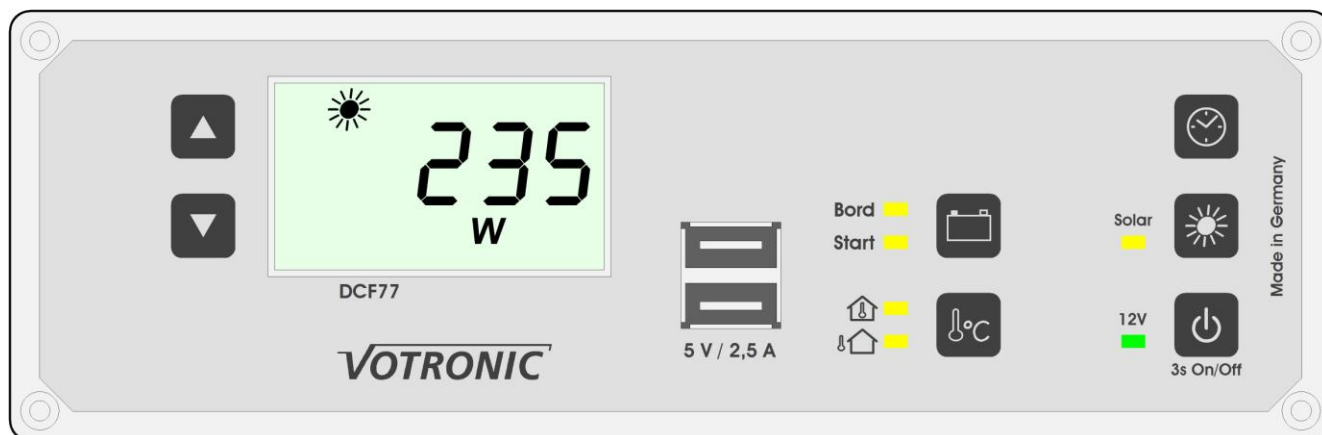 235
W
DCF77
VOTRONIC
5 V / 2,5 A
Bord
Start
°C
Solar
12V
3s On/Off
Made in Germany